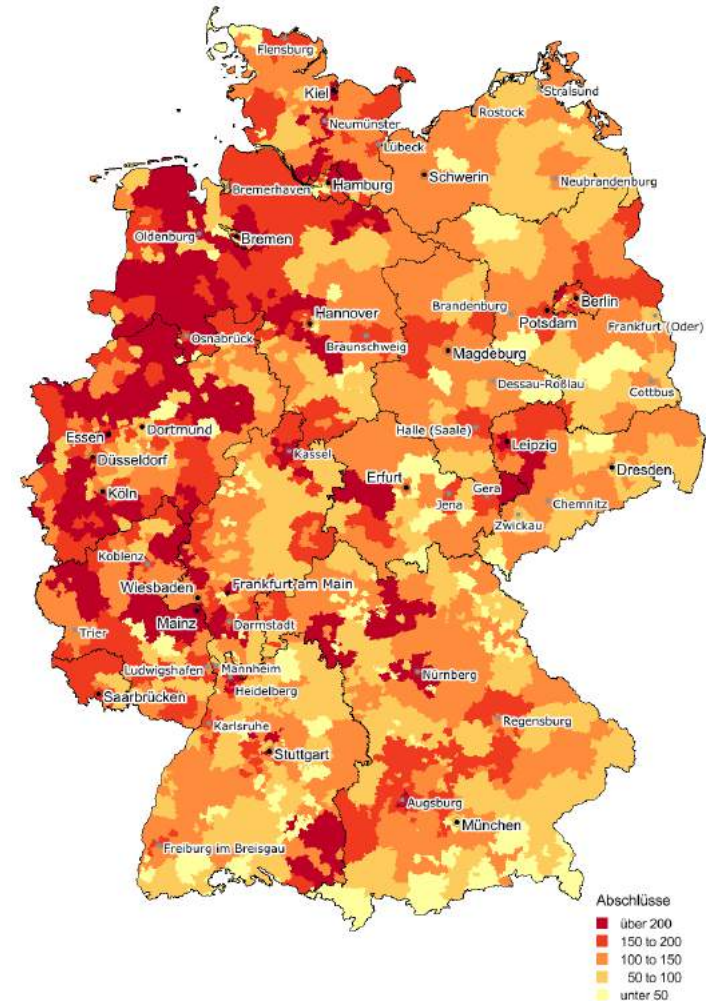 Flensburg
Kiel
Stralsund
Rostock
Neumünster
Lübeck
Schwerin
Bremerhaven
Hamburg
Neubrandenburg
Oldenburg
Bremen
Berlin
Hannover
Brandenburg
Potsdam
Frankfurt (Oder)
Osnabrück
Braunschweig
Magdeburg
Dessau-Roßlau
Cottbus
Dortmund
Essen
Halle (Saale)
Leipzig
Düsseldorf
Kassel
Dresden
Köln
Erfurt
Gera
Jena
Chemnitz
Zwickau
Koblenz
Wiesbaden
Frankfurt am Main
Mainz
Darmstadt
Trier
Ludwigshafen
Mannheim
Nürnberg
Saarbrücken
Heidelberg
Karlsruhe
Regensburg
Stuttgart
Augsburg
München
Freiburg im Breisgau
Abschlüsse
über 200
150 to 200
100 to 150
50 to 100
unter 50